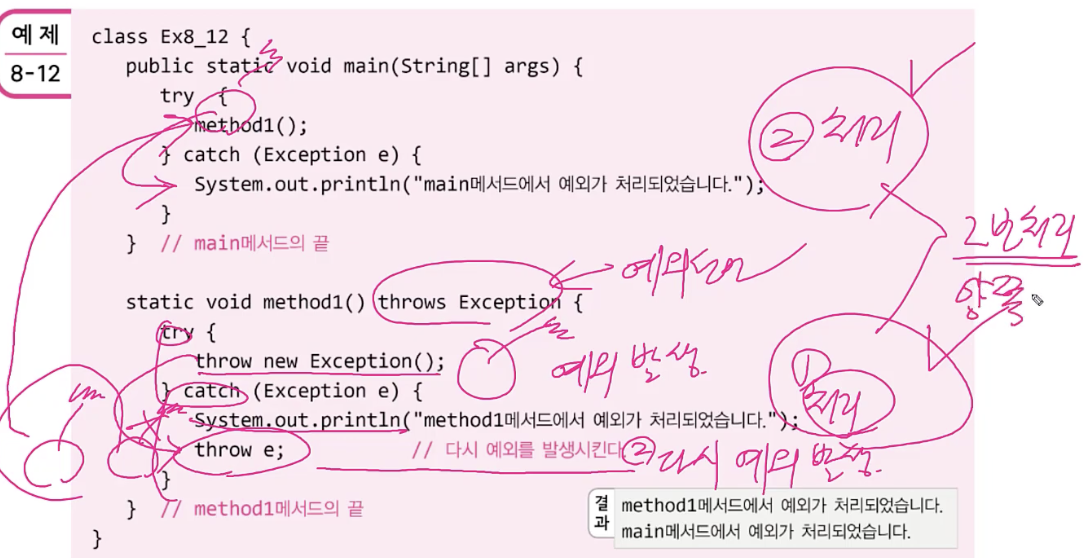 예제
8-12
class Ex8_12 {
public static void main(String[] args) {
try {
method1();
} catch (Exception e) {
System.out.println("main메서드에서 예외가 처리되었습니다.");
}
} // main메서드의 끝
② 처리
2번처리
양쪽
static void method1() throws Exception {
예외선언
try {
throw new Exception();
예외 발생.
} catch (Exception e) {
① 처리
System.out.println("method1메서드에서 예외가 처리되었습니다.");
throw e; // 다시 예외를 발생시킨다.
② 다시 예외 발생.
}
} // method1메서드의 끝
}
결과
method1메서드에서 예외가 처리되었습니다.
main메서드에서 예외가 처리되었습니다.